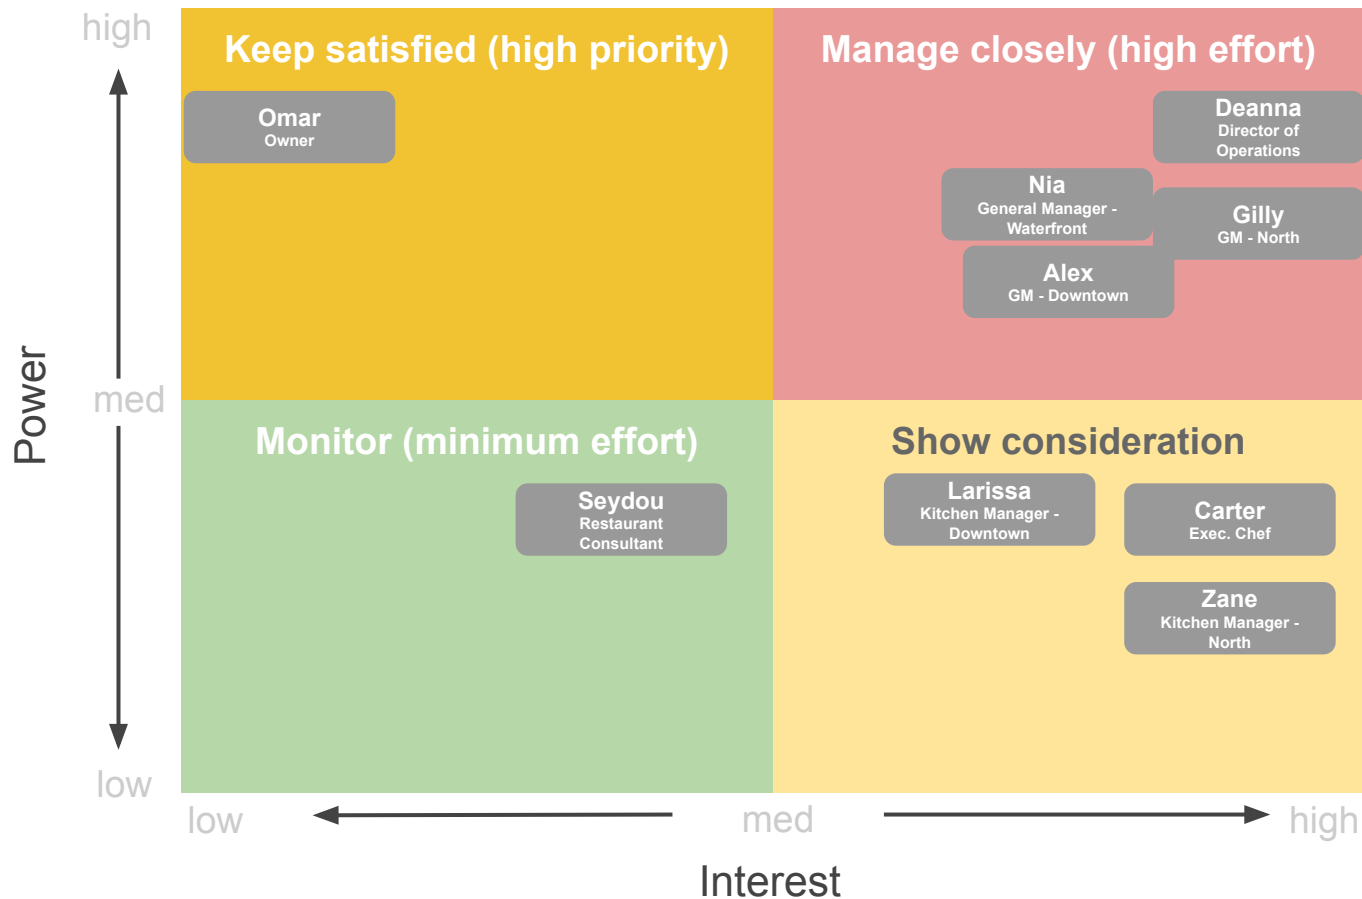 high
Keep satisfied (high priority)
Manage closely (high effort)
Omar
Owner
Deanna
Director of
Operations
Nia
General Manager -
Waterfront
Gilly
GM - North
Alex
GM - Downtown
Power
med
Monitor (minimum effort)
Show consideration
Seydou
Restaurant
Consultant
Larissa
Kitchen Manager -
Downtown
Carter
Exec. Chef
Zane
Kitchen Manager -
North
low
low
med
high
Interest